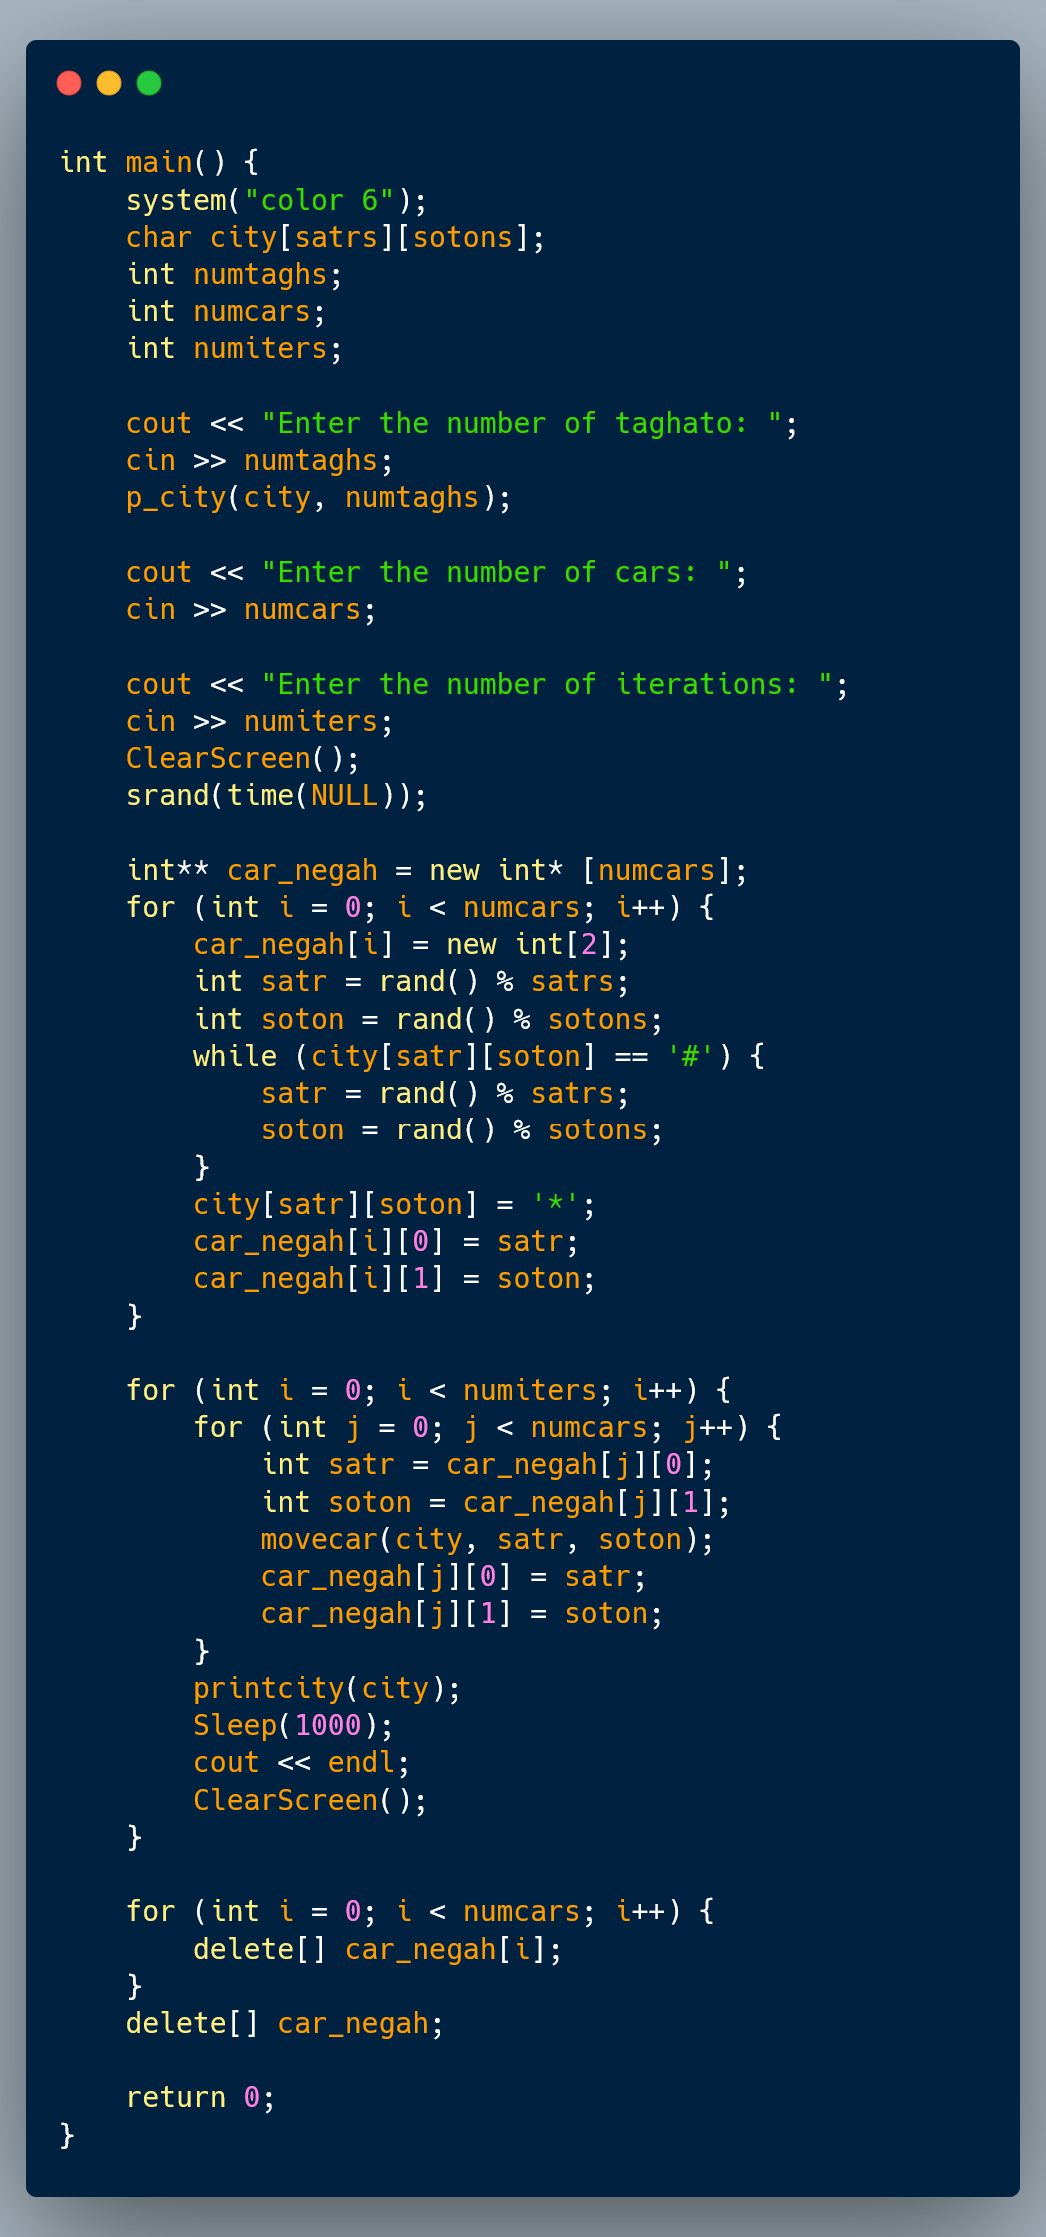 int main() {
    system("color 6");
    char city[satrs][sotons];
    int numtaghs;
    int numcars;
    int numiters;

    cout << "Enter the number of taghato: ";
    cin >> numtaghs;
    p_city(city, numtaghs);

    cout << "Enter the number of cars: ";
    cin >> numcars;

    cout << "Enter the number of iterations: ";
    cin >> numiters;
    ClearScreen();
    srand(time(NULL));

    int** car_negah = new int* [numcars];
    for (int i = 0; i < numcars; i++) {
        car_negah[i] = new int[2];
        int satr = rand() % satrs;
        int soton = rand() % sotons;
        while (city[satr][soton] == '#') {
            satr = rand() % satrs;
            soton = rand() % sotons;
        }
        city[satr][soton] = '*';
        car_negah[i][0] = satr;
        car_negah[i][1] = soton;
    }

    for (int i = 0; i < numiters; i++) {
        for (int j = 0; j < numcars; j++) {
            int satr = car_negah[j][0];
            int soton = car_negah[j][1];
            movecar(city, satr, soton);
            car_negah[j][0] = satr;
            car_negah[j][1] = soton;
        }
        printcity(city);
        Sleep(1000);
        cout << endl;
        ClearScreen();
    }

    for (int i = 0; i < numcars; i++) {
        delete[] car_negah[i];
    }
    delete[] car_negah;

    return 0;
}